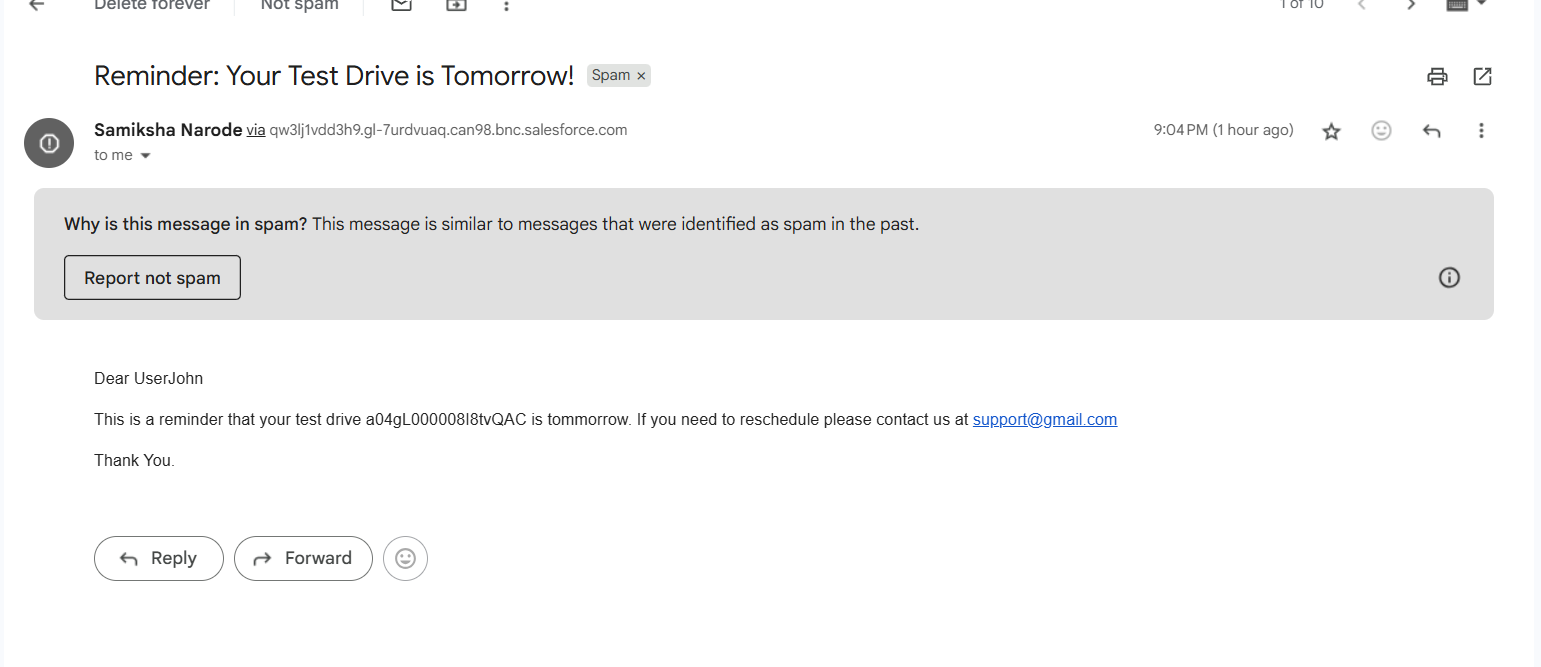 Delete forever Not spam 1 of 10
Reminder: Your Test Drive is Tomorrow! Spam ×
Samiksha Narode via qw3lj1vdd3h9.gl-7urdvuaq.can98.bnc.salesforce.com 9:04 PM (1 hour ago)
to me
Why is this message in spam? This message is similar to messages that were identified as spam in the past.
Report not spam
Dear UserJohn
This is a reminder that your test drive a04gL000008I8tvQAC is tommorrow. If you need to reschedule please contact us at support@gmail.com
Thank You.
Reply Forward